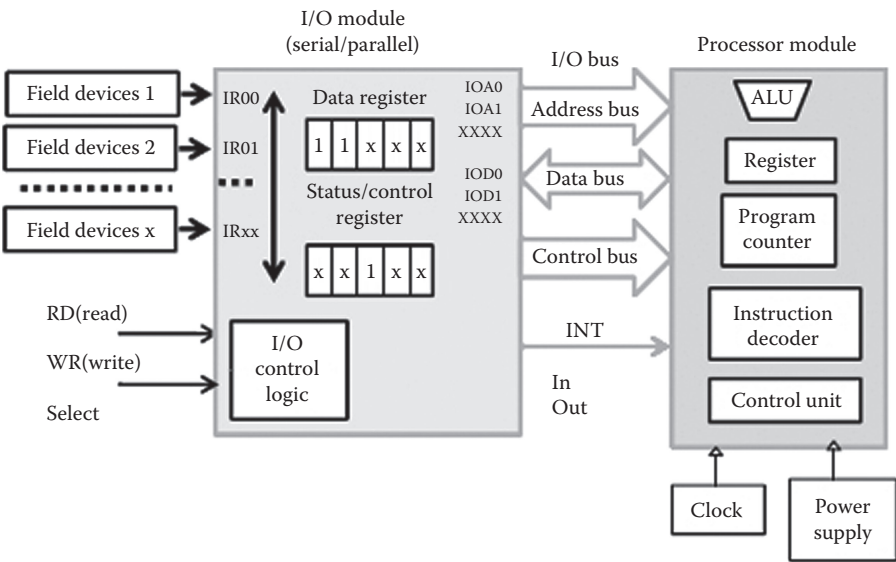 I/O module
(serial/parallel)
Field devices 1
Field devices 2
Field devices x
IR00
IR01
IRxx
Data register
1 1 x x x
Status/control
register
x x 1 x x
IOA0
IOA1
XXXX
IOD0
IOD1
XXXX
RD(read)
WR(write)
Select
I/O
control
logic
I/O bus
Address bus
Data bus
Control bus
INT
In
Out
Processor module
ALU
Register
Program
counter
Instruction
decoder
Control unit
Clock
Power
supply